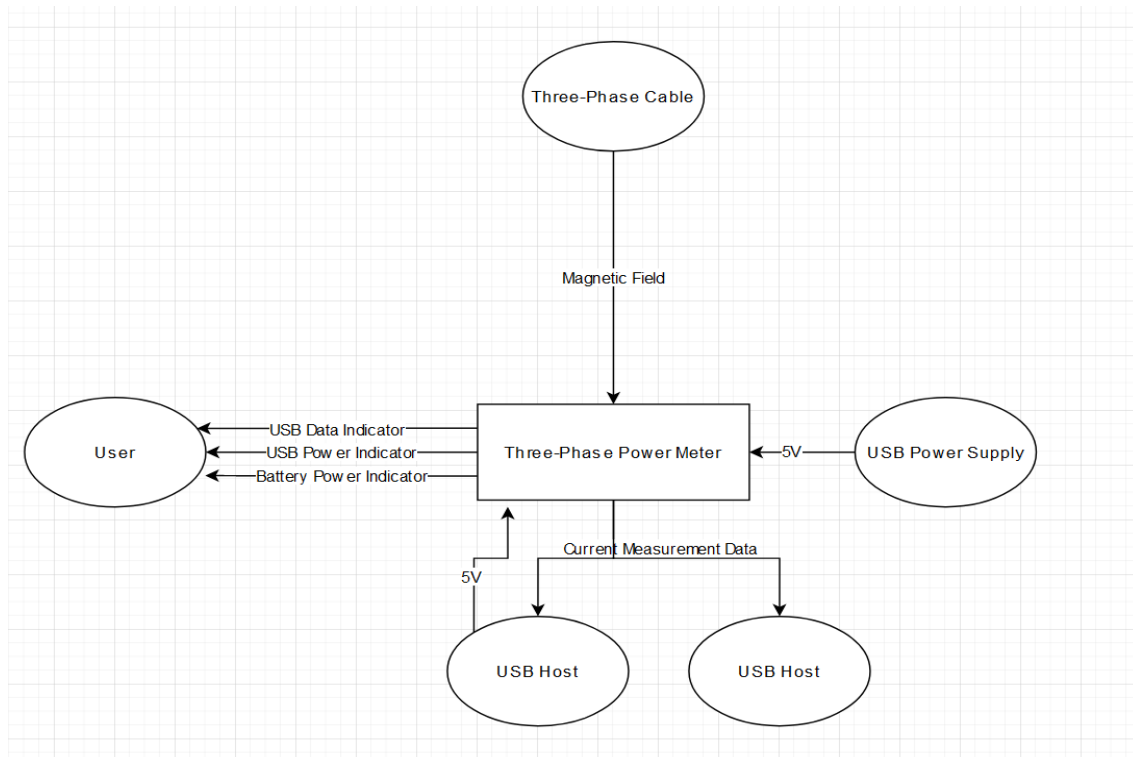 Three-Phase Cable
Magnetic Field
USB Data Indicator
User
USB Power Indicator
Three-Phase Power Meter
5V
USB Power Supply
Battery Power Indicator
Current Measurement Data
5V
USB Host
USB Host